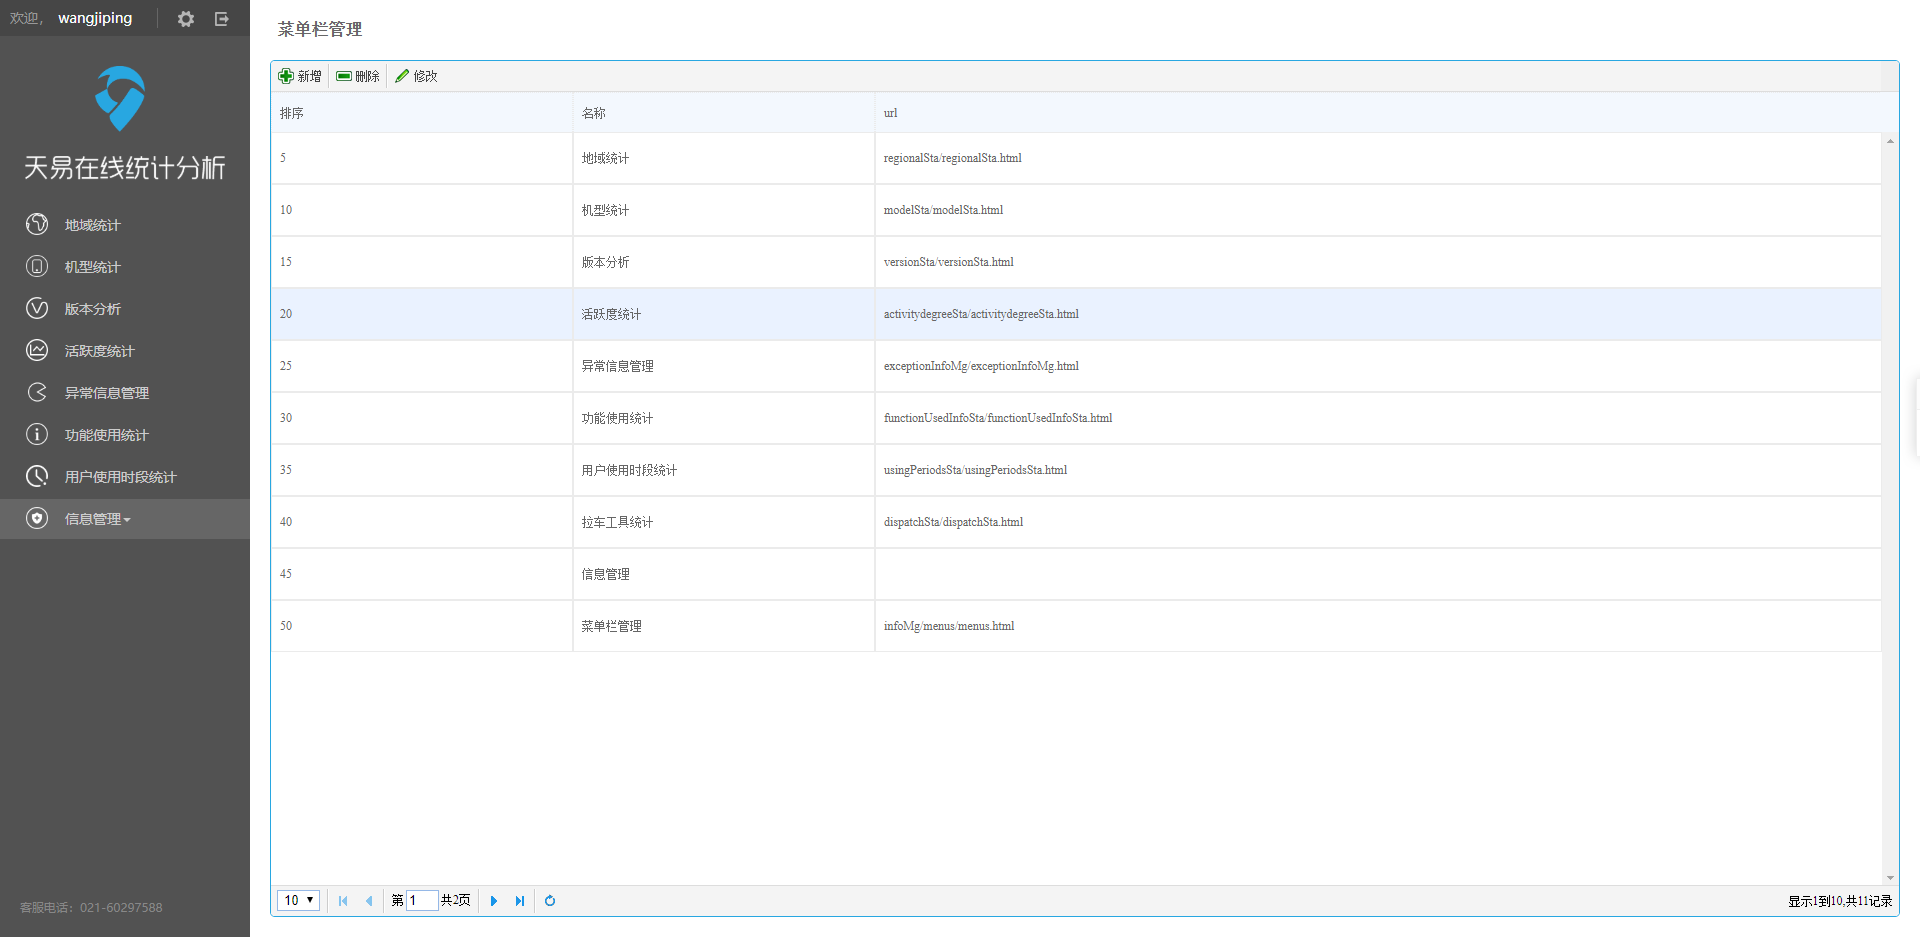 欢迎， wangjiping
天易在线统计分析
地域统计
机型统计
版本分析
活跃度统计
异常信息管理
功能使用统计
用户使用时段统计
信息管理
客服电话：021-60297588
菜单栏管理
新增 删除 修改
排序 名称 url
5 地域统计 regionalSta/regionalSta.html
10 机型统计 modelSta/modelSta.html
15 版本分析 versionSta/versionSta.html
20 活跃度统计 activitydegreeSta/activitydegreeSta.html
25 异常信息管理 exceptionInfoMg/exceptionInfoMg.html
30 功能使用统计 functionUsedInfoSta/functionUsedInfoSta.html
35 用户使用时段统计 usingPeriodsSta/usingPeriodsSta.html
40 拉车工具统计 dispatchSta/dispatchSta.html
45 信息管理
50 菜单栏管理 infoMg/menus/menus.html
10 第 1 共2页 显示1到10,共11记录